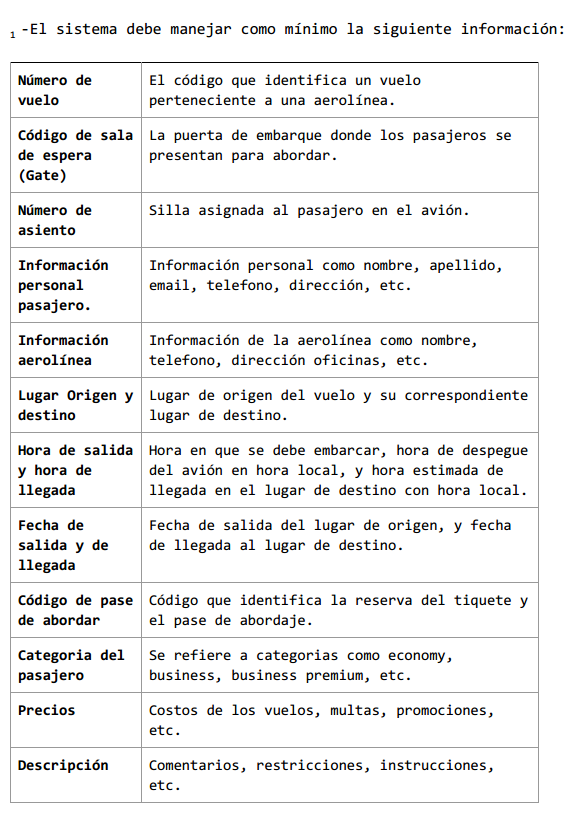 1 -El sistema debe manejar como mínimo la siguiente información:
Número de
vuelo
El código que identifica un vuelo
perteneciente a una aerolínea.
Código de sala
de espera
(Gate)
La puerta de embarque donde los pasajeros se
presentan para abordar.
Número de
asiento
Silla asignada al pasajero en el avión.
Información
personal
pasajero.
Información personal como nombre, apellido,
email, telefono, dirección, etc.
Información
aerolínea
Información de la aerolínea como nombre,
telefono, dirección oficinas, etc.
Lugar Origen y
destino
Lugar de origen del vuelo y su correspondiente
lugar de destino.
Hora de salida
y hora de
llegada
Hora en que se debe embarcar, hora de despegue
del avión en hora local, y hora estimada de
llegada en el lugar de destino con hora local.
Fecha de
salida y de
llegada
Fecha de salida del lugar de origen, y fecha
de llegada al lugar de destino.
Código de pase
de abordar
Código que identifica la reserva del tiquete y
el pase de abordaje.
Categoria del
pasajero
Se refiere a categorias como economy,
business, business premium, etc.
Precios
Costos de los vuelos, multas, promociones,
etc.
Descripción
Comentarios, restricciones, instrucciones,
etc.